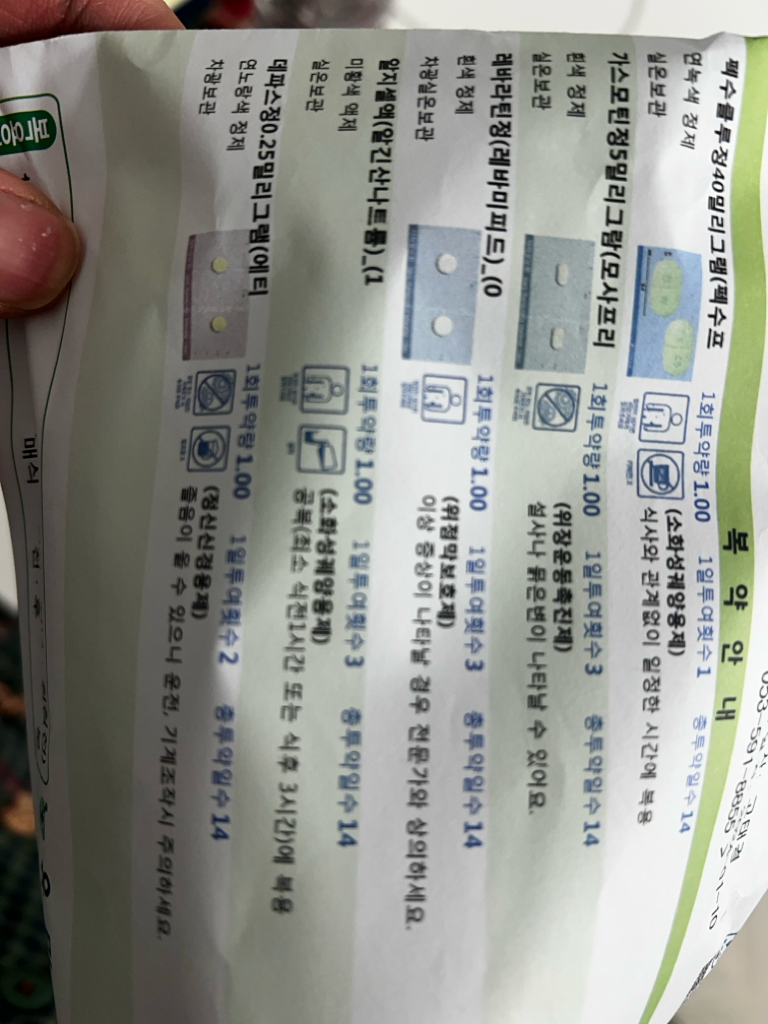 복약안내
팩수클루정40밀리그램(펙수프
연녹색 정제
실온보관
1회투약량 1.00 1일투여횟수 1 총투약일수 14
(소화성궤양용제)
식사와 관계없이 일정한 시간에 복용
가스모틴정5밀리그람(모사프리
흰색 정제
실온보관
1회투약량 1.00 1일투여횟수 3 총투약일수 14
(위장운동촉진제)
설사나 묽은변이 나타날 수 있어요.
레바라틴정(레바미피드)_(0
흰색 정제
차광실온보관
1회투약량 1.00 1일투여횟수 3 총투약일수 14
(위점막보호제)
이상 증상이 나타날 경우 전문가와 상의하세요.
알지셀액(알긴산나트륨)_(1
미황색 액제
실온보관
1회투약량 1.00 1일투여횟수 3 총투약일수 14
(소화성궤양용제)
공복(최소 식전1시간 또는 식후 3시간)에 복용
데파스정0.25밀리그램(에티
연노랑색 정제
차광보관
1회투약량 1.00 1일투여횟수 2 총투약일수 14
(정신신경용제)
졸음이 올 수 있으니 운전, 기계조작시 주의하세요.
매식